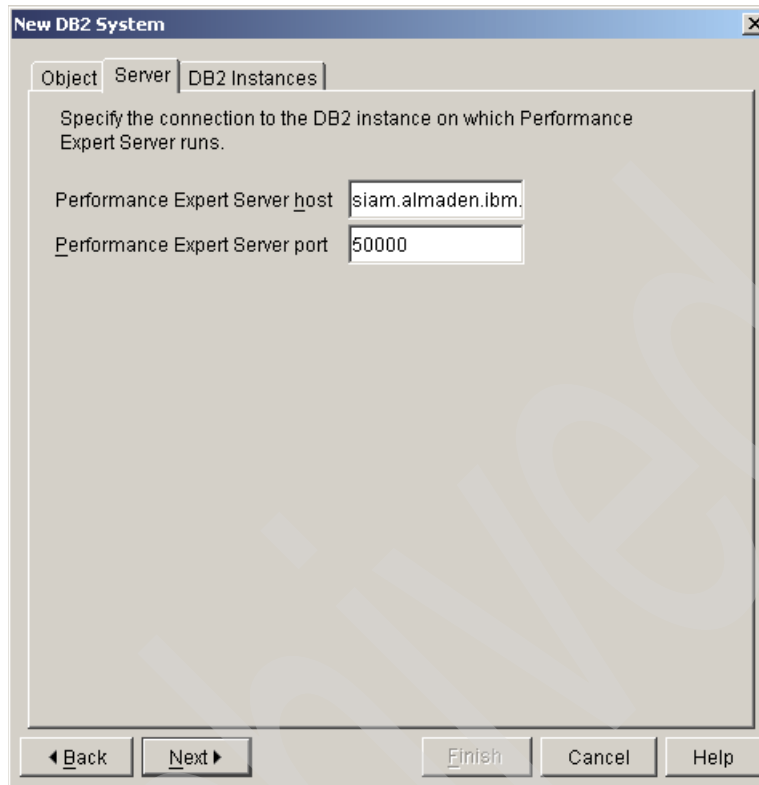 New DB2 System
Object Server DB2 Instances
Specify the connection to the DB2 instance on which Performance
Expert Server runs.
Performance Expert Server host siam.almaden.ibm.
Performance Expert Server port 50000
Back Next Finish Cancel Help